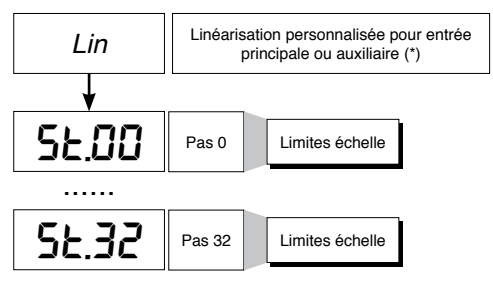 Lin
Linéarisation personnalisée pour entrée
principale ou auxiliaire (*)
St.00
Pas 0
Limites échelle
......
St.32
Pas 32
Limites échelle